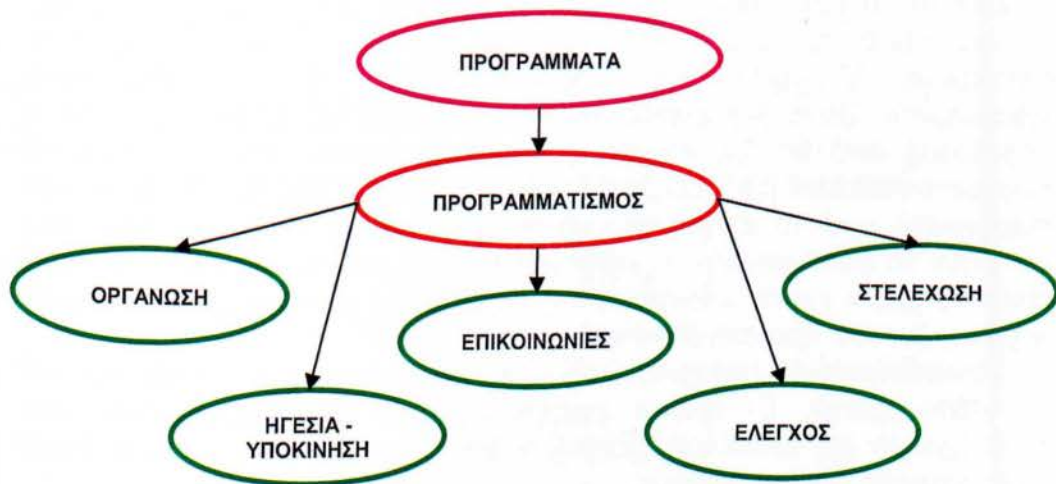 ΠΡΟΓΡΑΜΜΑΤΑ
ΠΡΟΓΡΑΜΜΑΤΙΣΜΟΣ
ΟΡΓΑΝΩΣΗ
ΣΤΕΛΕΧΩΣΗ
ΕΠΙΚΟΙΝΩΝΙΕΣ
ΗΓΕΣΙΑ -
ΥΠΟΚΙΝΗΣΗ
ΕΛΕΓΧΟΣ